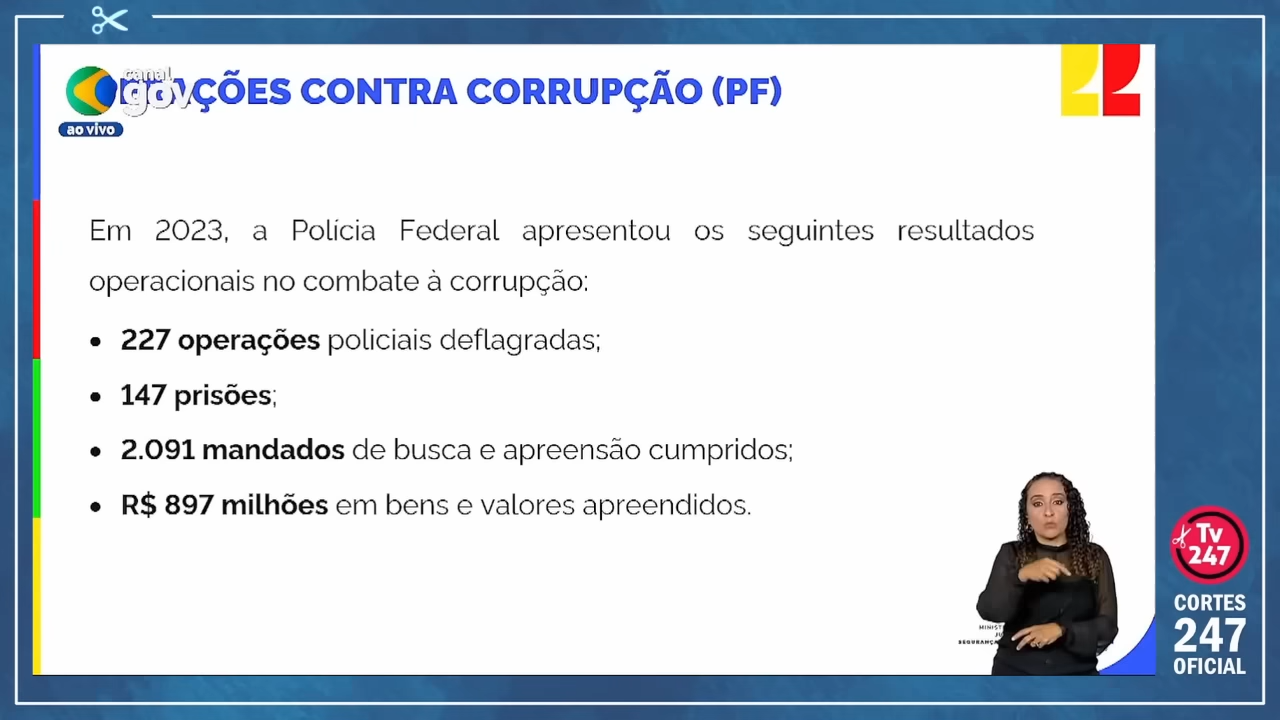 canal
gov
ao vivo
AÇÕES CONTRA CORRUPÇÃO (PF)
Em 2023, a Polícia Federal apresentou os seguintes resultados
operacionais no combate à corrupção:
• 227 operações policiais deflagradas;
• 147 prisões;
• 2.091 mandados de busca e apreensão cumpridos;
• R$ 897 milhões em bens e valores apreendidos.
Tv
247
CORTES
247
OFICIAL